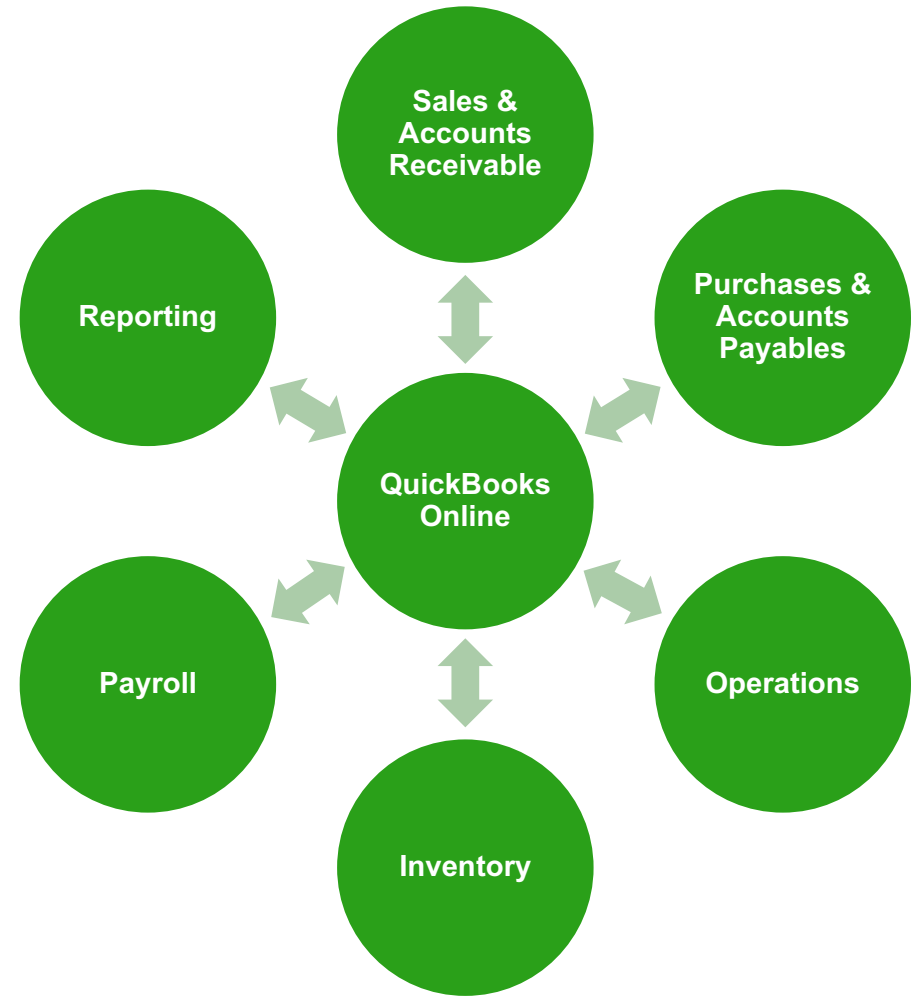 Sales &
Accounts
Receivable
Purchases &
Accounts
Payables
Reporting
QuickBooks
Online
Payroll
Operations
Inventory